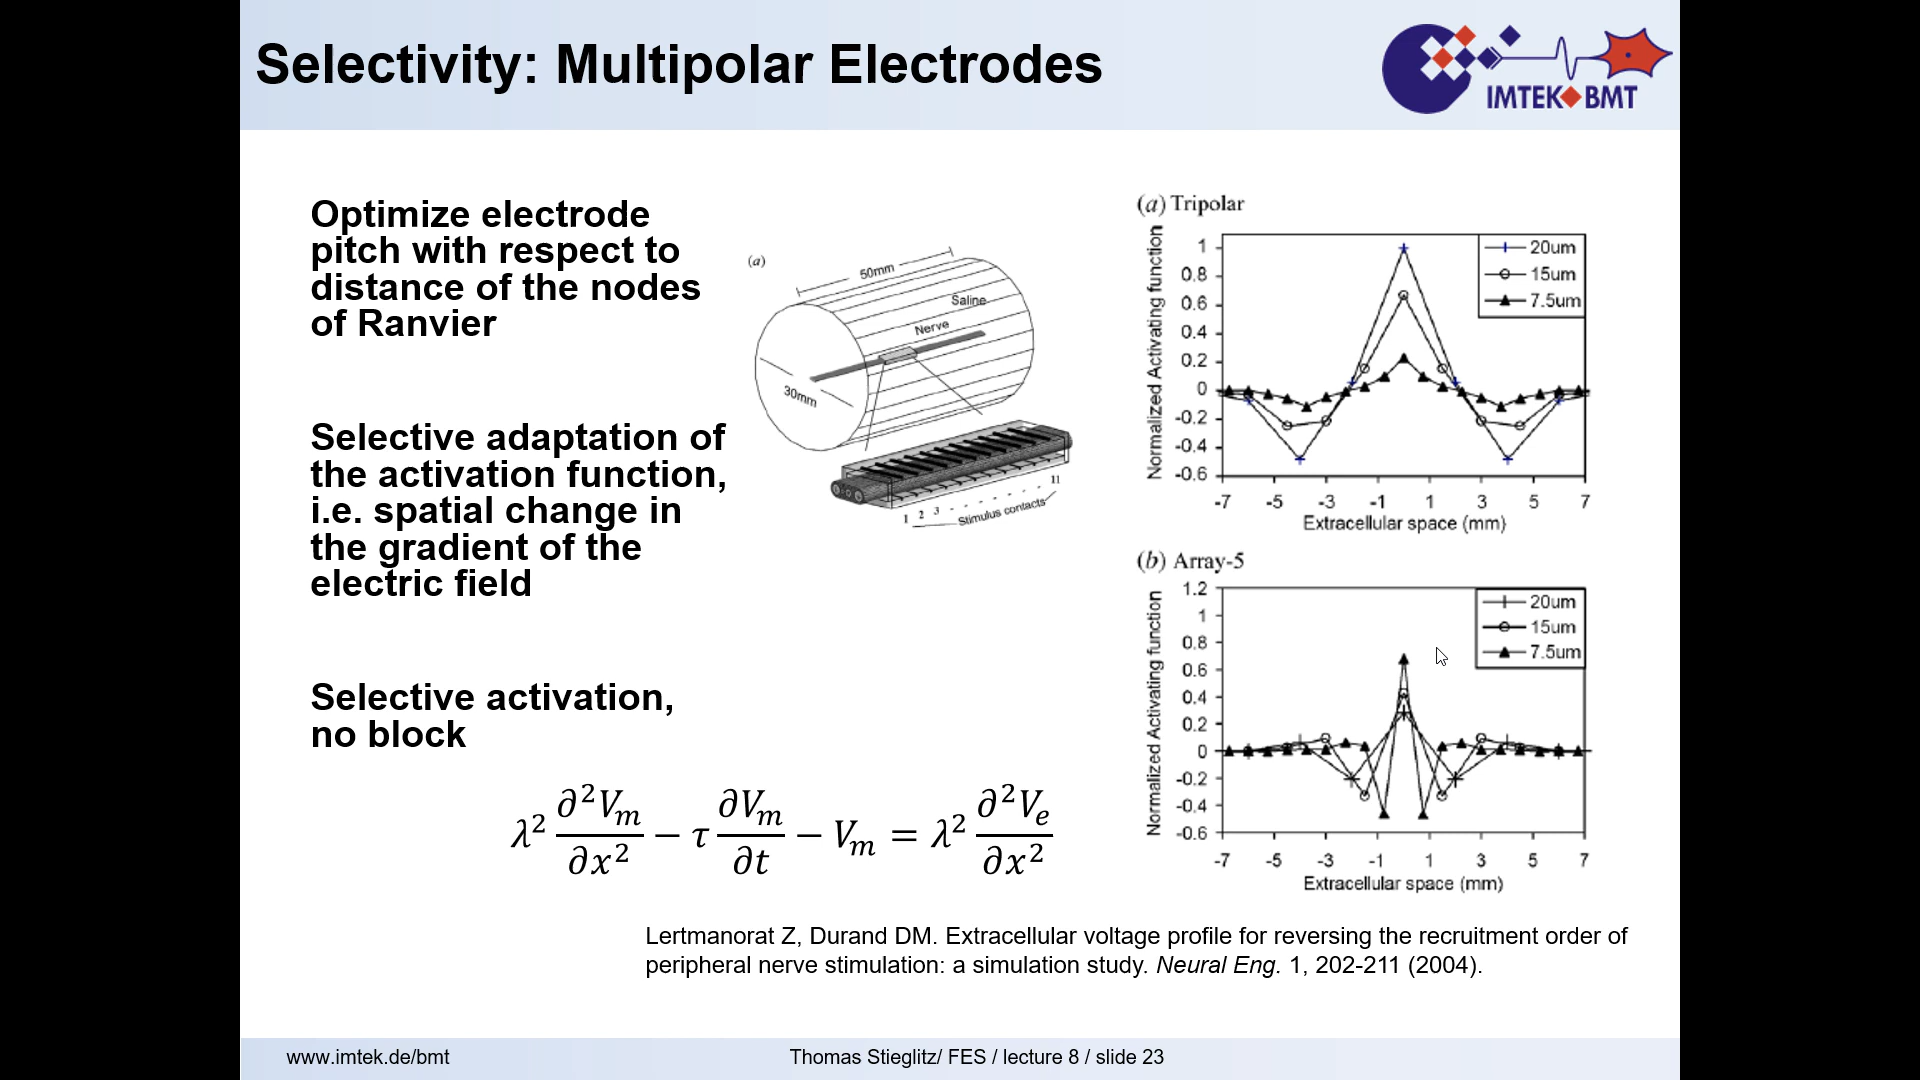 Selectivity: Multipolar Electrodes
IMTEK BMT
Optimize electrode
pitch with respect to
distance of the nodes
of Ranvier
Selective adaptation of
the activation function,
i.e. spatial change in
the gradient of the
electric field
Selective activation,
no block
(a)
50mm
Saline
Nerve
30mm
1 2 3 - - - - - - - 11
Stimulus contacts
(a) Tripolar
Normalized Activating function
1
0.8
0.6
0.4
0.2
0
-0.2
-0.4
-0.6
20um
15um
7.5um
-7 -5 -3 -1 1 3 5 7
Extracellular space (mm)
(b) Array-5
Normalized Activating function
1.2
1
0.8
0.6
0.4
0.2
0
-0.2
-0.4
-0.6
20um
15um
7.5um
-7 -5 -3 -1 1 3 5 7
Extracellular space (mm)
λ² ∂²Vₘ/∂x² − τ ∂Vₘ/∂t − Vₘ = λ² ∂²Vₑ/∂x²
Lertmanorat Z, Durand DM. Extracellular voltage profile for reversing the recruitment order of
peripheral nerve stimulation: a simulation study. Neural Eng. 1, 202-211 (2004).
www.imtek.de/bmt
Thomas Stieglitz/ FES / lecture 8 / slide 23